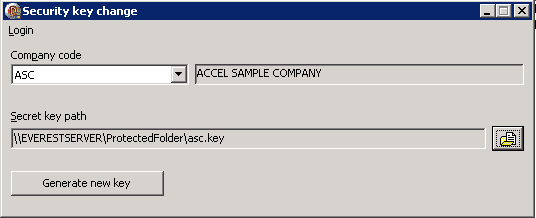 Security key change
Login
Company code
ASC
ACCEL SAMPLE COMPANY
Secret key path
\\EVERESTSERVER\ProtectedFolder\asc.key
Generate new key